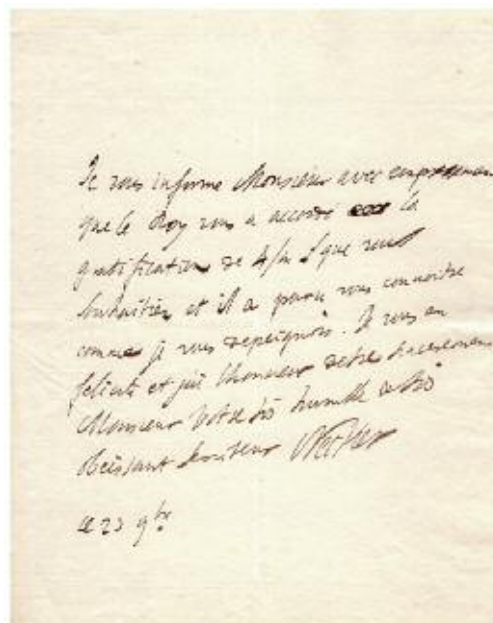 Je vous informe Monsieur avec empressement
que le Roy vous a accordé la
gratification de 4/m que vous
souhaitiez et il a paru vous connoitre
comme je vous depeignois. Je vous en
felicite et j'ai l'honneur d'etre
Monsieur Votre très humble et très
obeissant serviteur Necker
ce 23 9bre